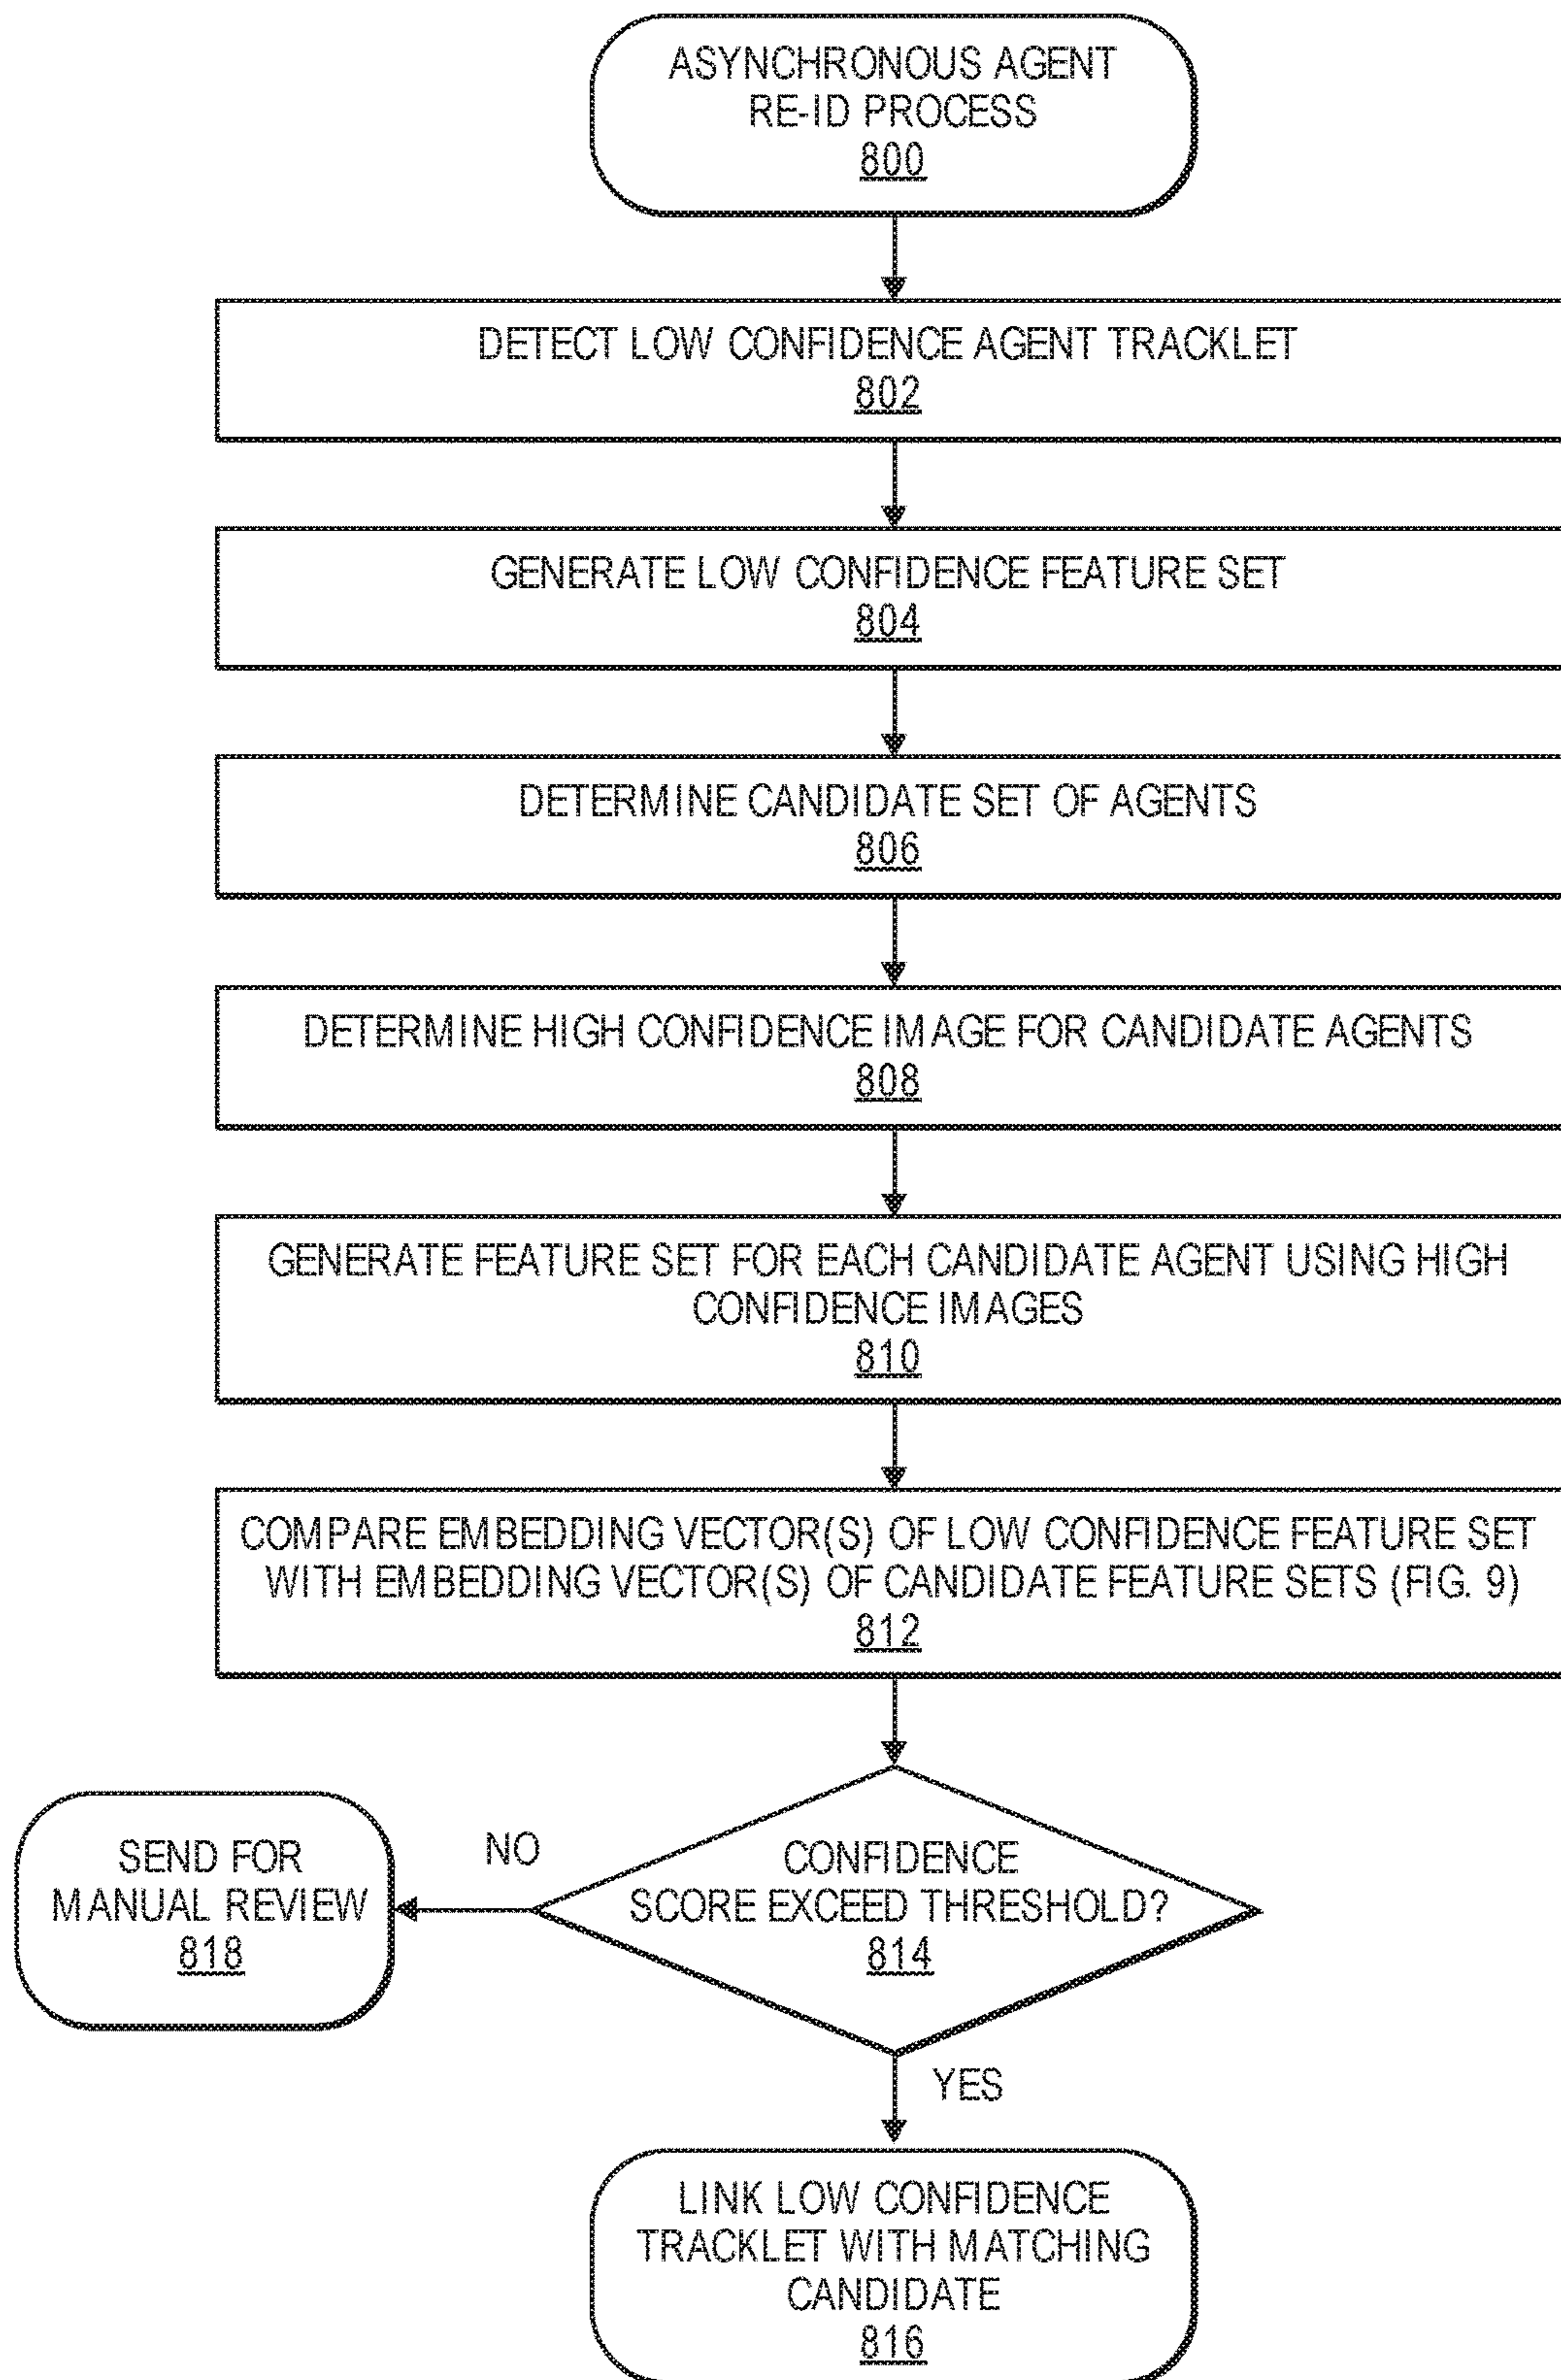 ASYNCHRONOUS AGENT
RE-ID PROCESS
800
DETECT LOW CONFIDENCE AGENT TRACKLET
802
GENERATE LOW CONFIDENCE FEATURE SET
804
DETERMINE CANDIDATE SET OF AGENTS
806
DETERMINE HIGH CONFIDENCE IMAGE FOR CANDIDATE AGENTS
808
GENERATE FEATURE SET FOR EACH CANDIDATE AGENT USING HIGH
CONFIDENCE IMAGES
810
COMPARE EMBEDDING VECTOR(S) OF LOW CONFIDENCE FEATURE SET
WITH EMBEDDING VECTOR(S) OF CANDIDATE FEATURE SETS (FIG. 9)
812
CONFIDENCE
SCORE EXCEED THRESHOLD?
814
NO
SEND FOR
MANUAL REVIEW
818
YES
LINK LOW CONFIDENCE
TRACKLET WITH MATCHING
CANDIDATE
816